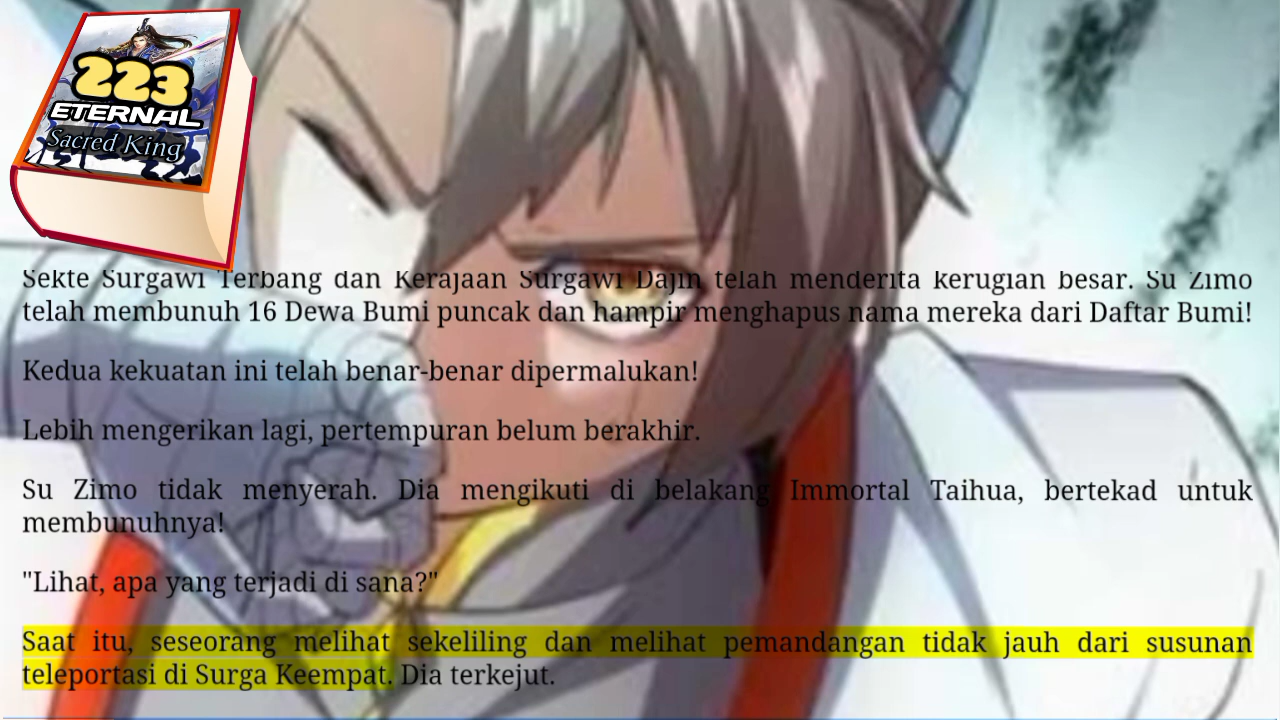 223
ETERNAL
Sacred King
Sekte Surgawi Terbang dan Kerajaan Surgawi Dajin telah menderita kerugian besar. Su Zimo
telah membunuh 16 Dewa Bumi puncak dan hampir menghapus nama mereka dari Daftar Bumi!
Kedua kekuatan ini telah benar-benar dipermalukan!
Lebih mengerikan lagi, pertempuran belum berakhir.
Su Zimo tidak menyerah. Dia mengikuti di belakang Immortal Taihua, bertekad untuk
membunuhnya!
"Lihat, apa yang terjadi di sana?"
Saat itu, seseorang melihat sekeliling dan melihat pemandangan tidak jauh dari susunan
teleportasi di Surga Keempat. Dia terkejut.